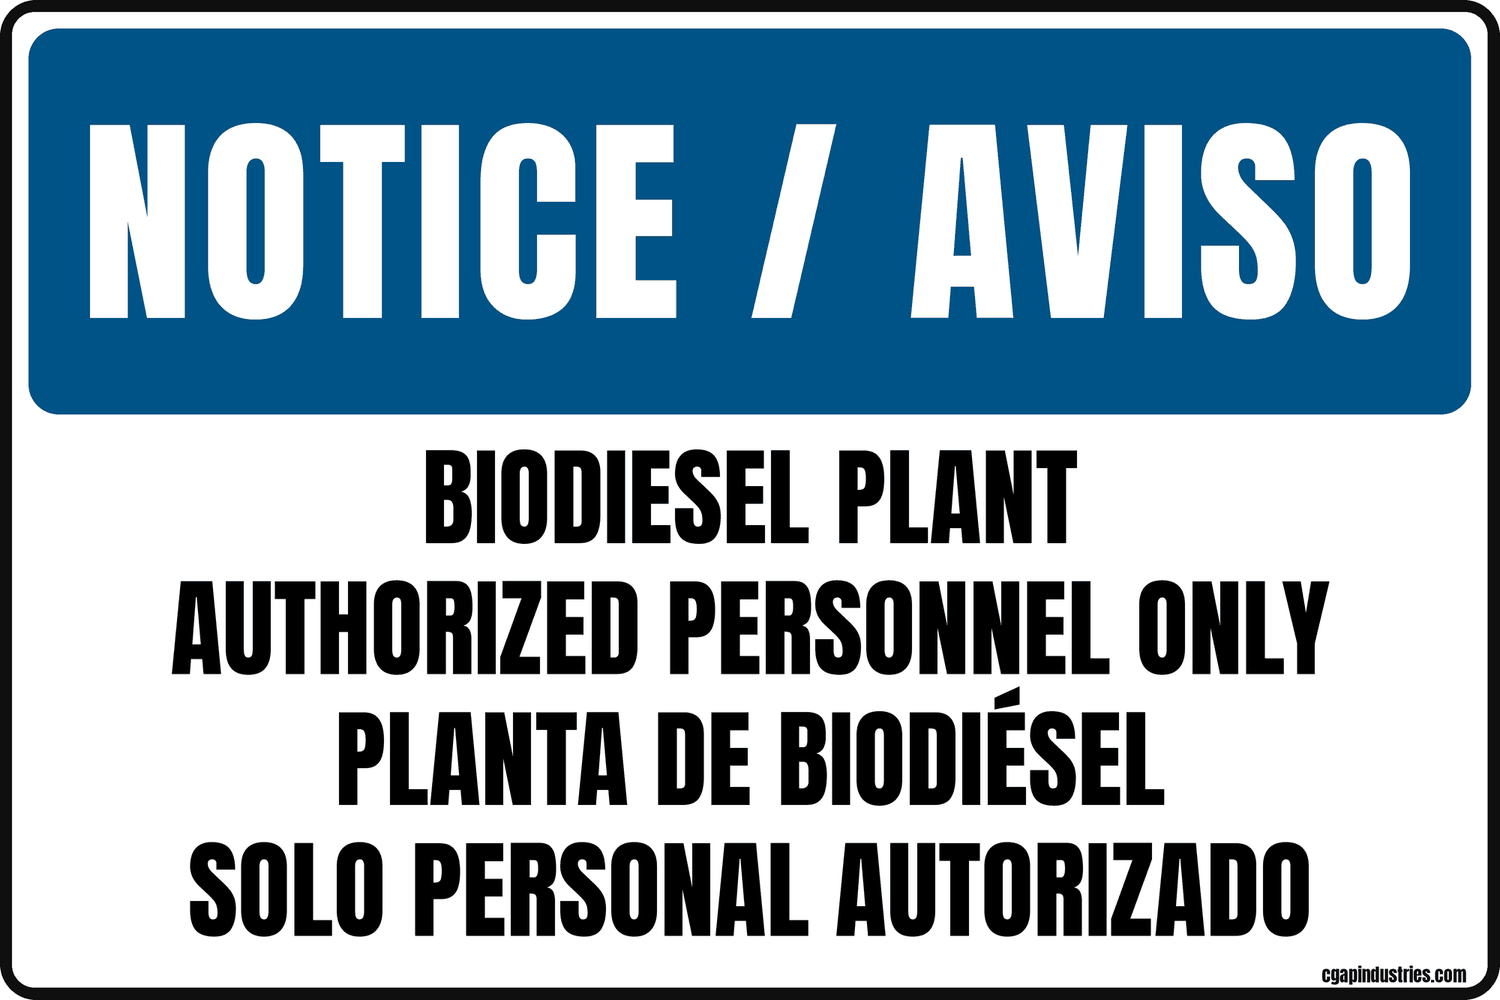 NOTICE / AVISO
BIODIESEL PLANT
AUTHORIZED PERSONNEL ONLY
PLANTA DE BIODIÉSEL
SOLO PERSONAL AUTORIZADO
cgapindustries.com